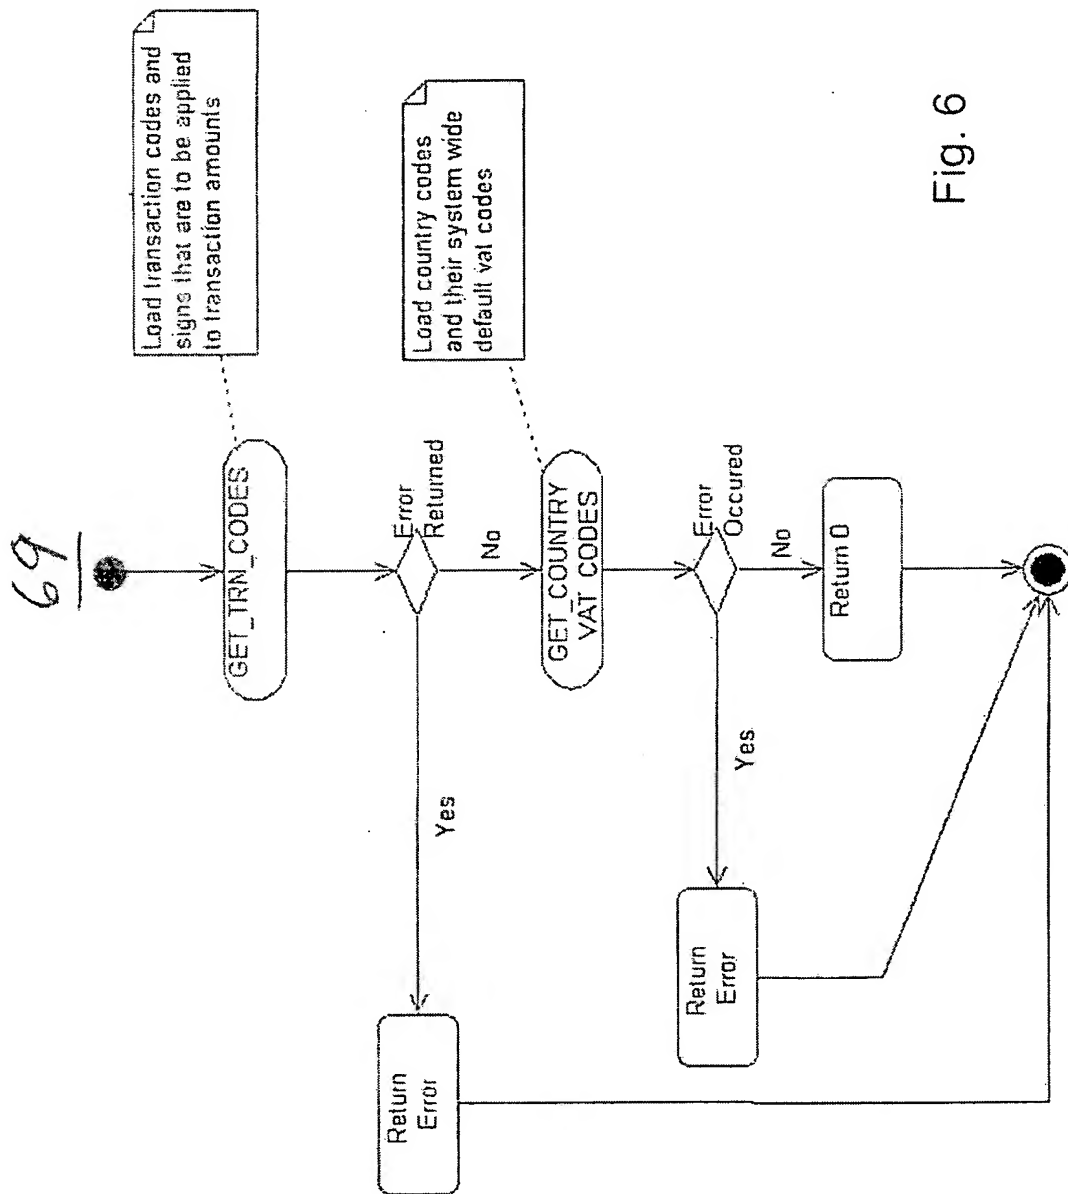 69
Load transaction codes and
signs that are to be applied
to transaction amounts
GET_TRN_CODES
Error
Returned
No
Yes
Return
Error
Load country codes
and their system wide
default vat codes
GET_COUNTRY
VAT CODES
Error
Occured
No
Yes
Return
Error
Return 0
Fig. 6